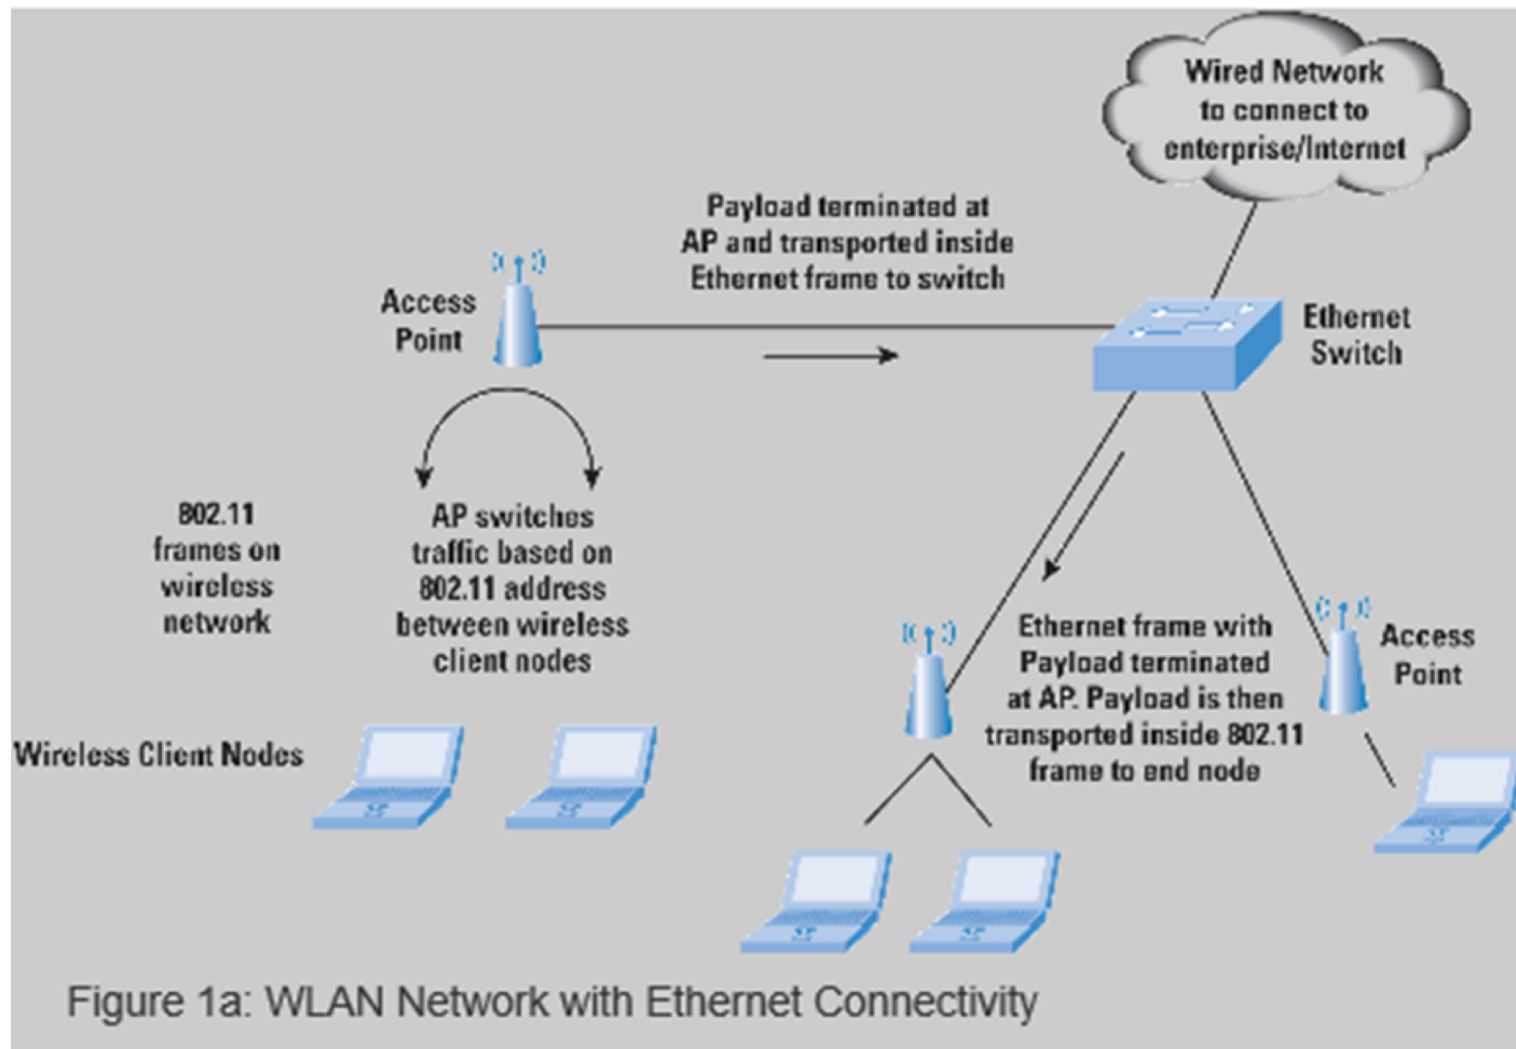 Wired Network
to connect to
enterprise/Internet
Payload terminated at
AP and transported inside
Ethernet frame to switch
Access
Point
Ethernet
Switch
802.11
frames on
wireless
network
AP switches
traffic based on
802.11 address
between wireless
client nodes
Ethernet frame with
Payload terminated
at AP. Payload is then
transported inside 802.11
frame to end node
Access
Point
Wireless Client Nodes
Figure 1a: WLAN Network with Ethernet Connectivity